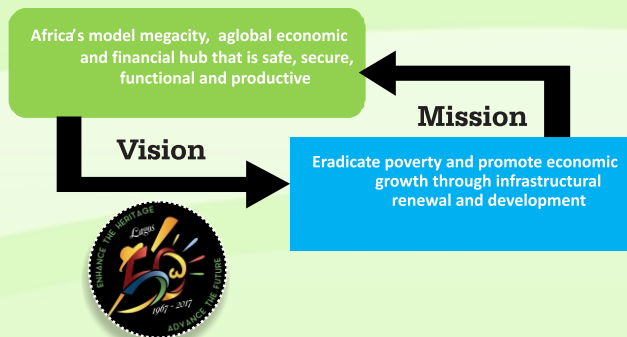 Africa's model megacity, aglobal economic
and financial hub that is safe, secure,
functional and productive
Mission
Vision
Eradicate poverty and promote economic
growth through infrastructural
renewal and development
ENHANCE THE HERITAGE
Lagos
50
1967 - 2017
ADVANCE THE FUTURE